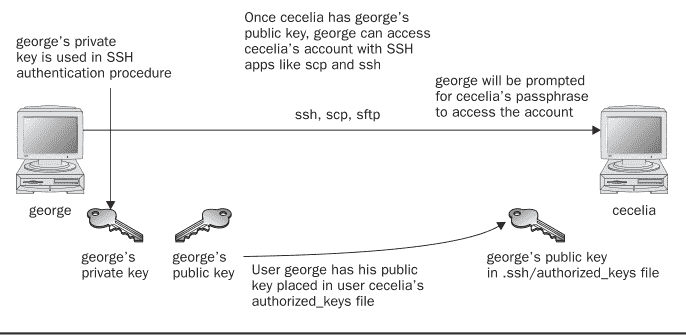 Once cecelia has george's
public key, george can access
cecelia's account with SSH
apps like scp and ssh
george's private
key is used in SSH
authentication procedure
george will be prompted
for cecelia's passphrase
to access the account
ssh, scp, sftp
george
cecelia
george's
private key
george's
public key
User george has his public
key placed in user cecelia's
authorized_keys file
george's public key
in .ssh/authorized_keys file